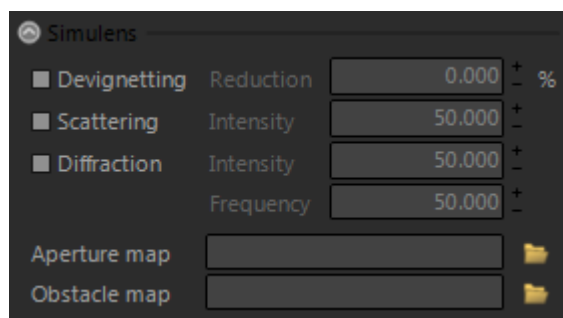 Simulens
Devignetting Reduction 0.000 + - %
Scattering Intensity 50.000 + -
Diffraction Intensity 50.000 + -
Frequency 50.000 + -
Aperture map
Obstacle map